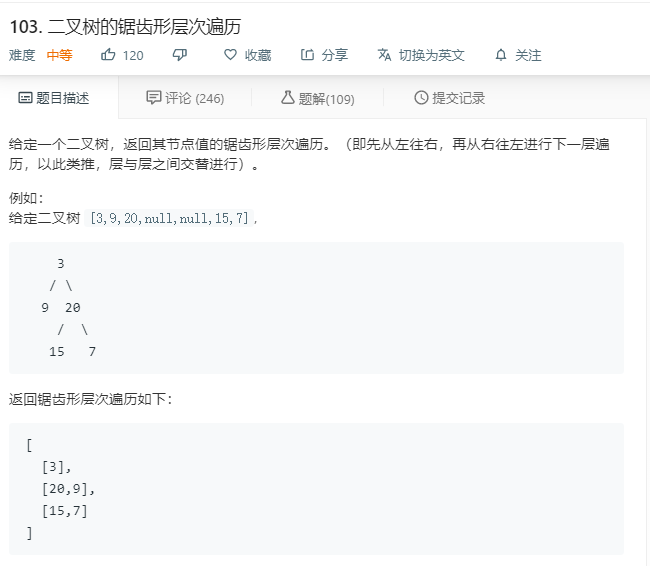 103. 二叉树的锯齿形层次遍历
难度 中等 120 收藏 分享 切换为英文 关注
题目描述 评论 (246) 题解(109) 提交记录
给定一个二叉树，返回其节点值的锯齿形层次遍历。（即先从左往右，再从右往左进行下一层遍
历，以此类推，层与层之间交替进行）。
例如：
给定二叉树 [3,9,20,null,null,15,7],
3
/ \
9 20
/ \
15 7
返回锯齿形层次遍历如下：
[
[3],
[20,9],
[15,7]
]